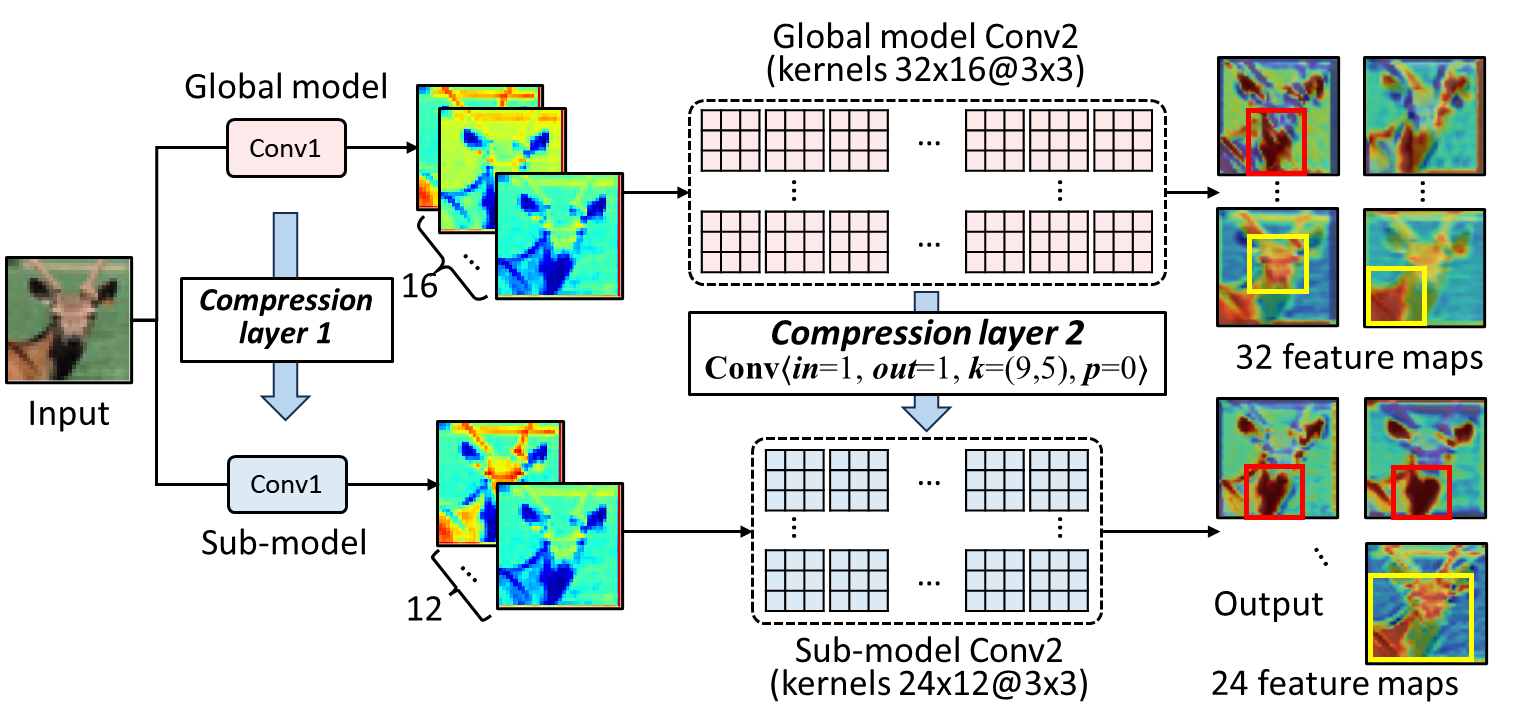 Global model Conv2
(kernels 32x16@3x3)
Global model
Conv1
...
...
...
...
16
...
...
...
Compression
layer 1
Compression layer 2
Conv⟨in=1, out=1, k=(9,5), p=0⟩
32 feature maps
Input
Conv1
Sub-model
...
...
...
...
12
...
...
Output
Sub-model Conv2
(kernels 24x12@3x3)
24 feature maps